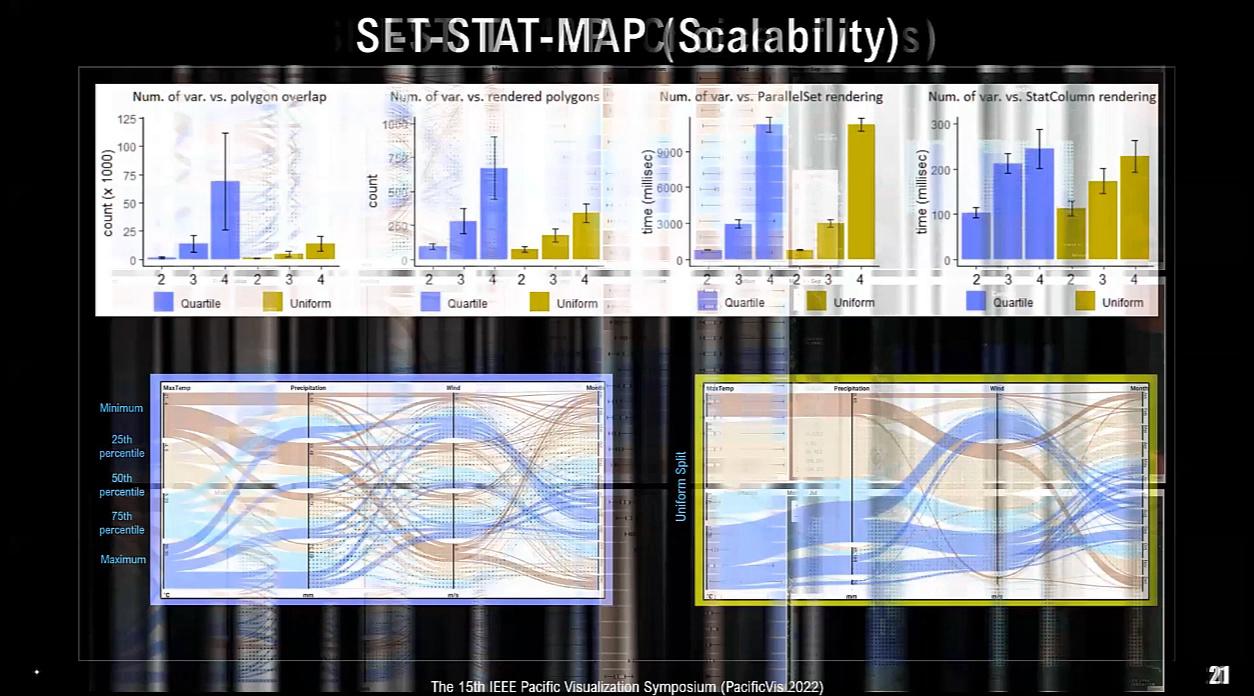 SET-STAT-MAP (Scalability)
Num. of var. vs. polygon overlap
Num. of var. vs. rendered polygons
Num. of var. vs. ParallelSet rendering
Num. of var. vs. StatColumn rendering
count (x 1000)
125
100
75
50
25
0
2 3 4 2 3 4
Quartile Uniform
count
1000
750
500
250
0
2 3 4 2 3 4
Quartile Uniform
time (millisec)
9000
6000
3000
0
2 3 4 2 3 4
Quartile Uniform
time (millisec)
300
200
100
0
2 3 4 2 3 4
Quartile Uniform
MaxTemp Precipitation Wind Month
Minimum
25th
percentile
50th
percentile
75th
percentile
Maximum
°C mm m/s
Uniform Split
MaxTemp Precipitation Wind Month
°C mm m/s
The 15th IEEE Pacific Visualization Symposium (PacificVis 2022)